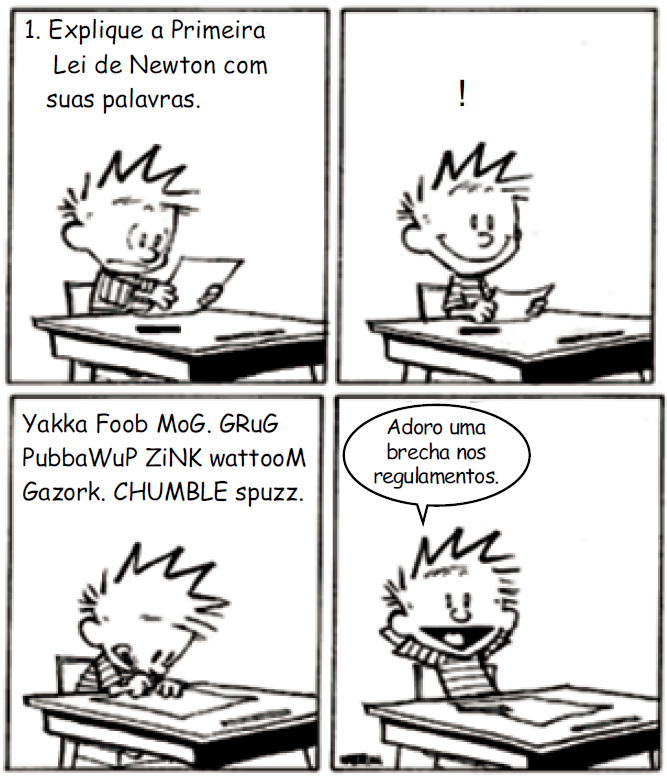 1. Explique a Primeira
Lei de Newton com
suas palavras.
!
Yakka Foob MoG. GRuG
PubbaWuP ZiNK wattooM
Gazork. CHUMBLE spuzz.
Adoro uma
brecha nos
regulamentos.